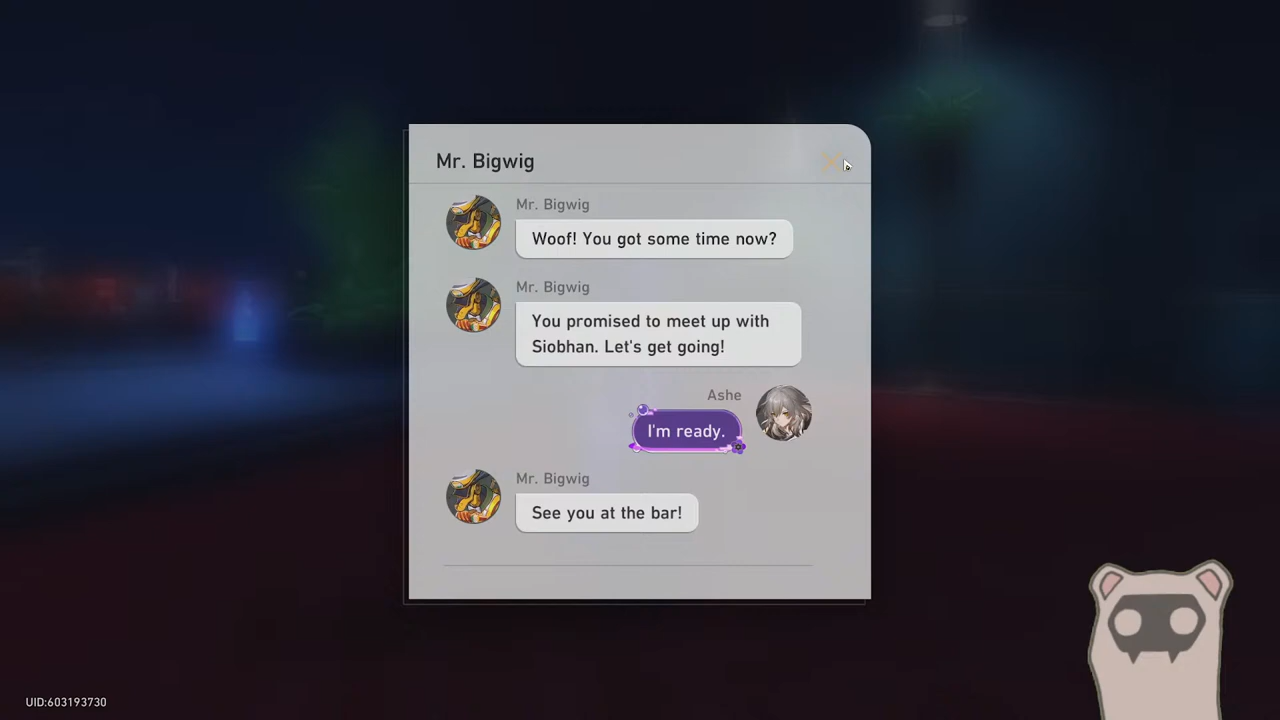 Mr. Bigwig
Mr. Bigwig
Woof! You got some time now?
Mr. Bigwig
You promised to meet up with
Siobhan. Let's get going!
Ashe
I'm ready.
Mr. Bigwig
See you at the bar!
UID:603193730